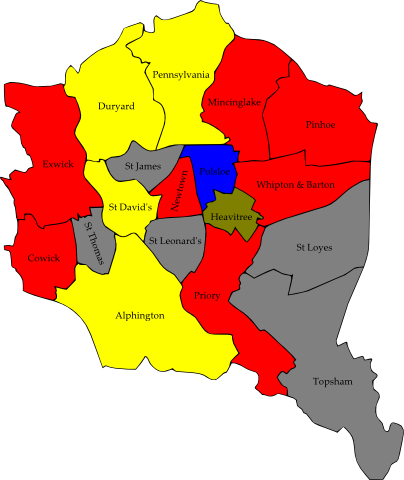 Pennsylvania
Duryard
Mincinglake
Pinhoe
Exwick
St James
Polsloe
Newtown
Whipton & Barton
St David's
Heavitree
St Thomas
St Leonard's
St Loyes
Cowick
Priory
Alphington
Topsham